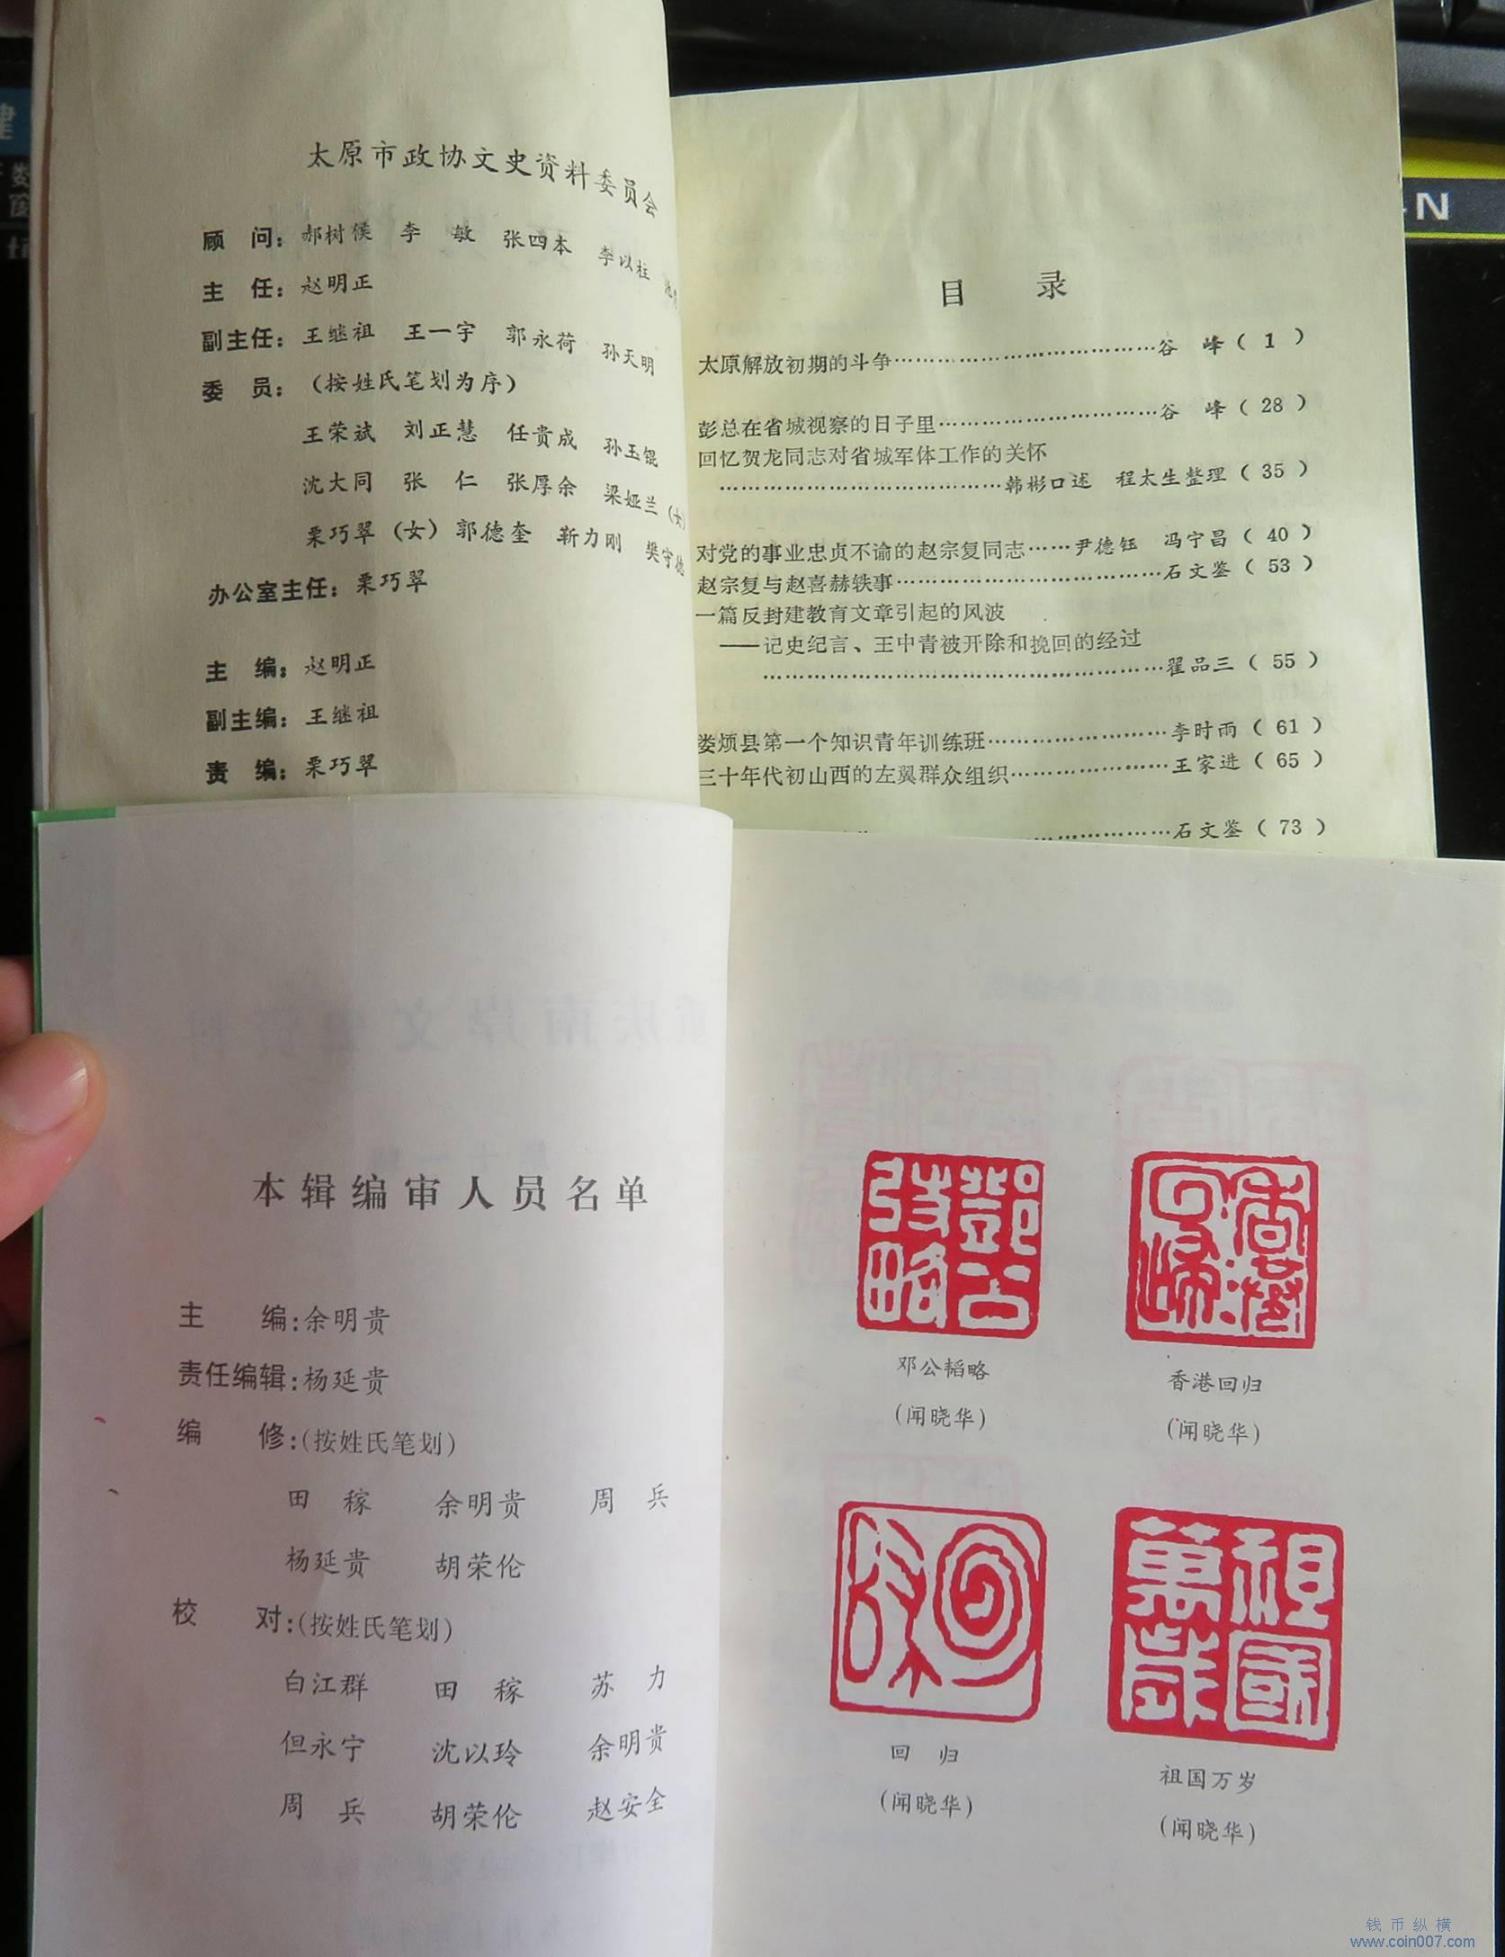 太原市政协文史资料委员会
顾 问：郝树侯 李 敏 张四本 李以柱
主 任：赵明正
副主任：王继祖 王一宇 郭永荷 孙天明
委 员：（按姓氏笔划为序）
王荣斌 刘正慧 任贵成 孙玉锟
沈大同 张 仁 张厚余 梁娅兰（女）
栗巧翠（女）郭德奎 靳力刚 樊守德
办公室主任：栗巧翠
主 编：赵明正
副主编：王继祖
责 编：栗巧翠
目 录
太原解放初期的斗争……………………………谷 峰（ 1 ）
彭总在省城视察的日子里…………………………谷 峰（ 28 ）
回忆贺龙同志对省城军体工作的关怀
…………………………………韩彬口述 程太生整理（ 35 ）
对党的事业忠贞不谕的赵宗复同志……尹德钰 冯宁昌（ 40 ）
赵宗复与赵喜赫轶事………………………………石文鉴（ 53 ）
一篇反封建教育文章引起的风波
——记史纪言、王中青被开除和挽回的经过
………………………………………………翟品三（ 55 ）
娄烦县第一个知识青年训练班……………………李时雨（ 61 ）
三十年代初山西的左翼群众组织…………………王家进（ 65 ）
………………石文鉴（ 73 ）
本辑编审人员名单
主 编:余明贵
责任编辑:杨延贵
编 修:(按姓氏笔划)
田 稼 余明贵 周 兵
杨延贵 胡荣伦
校 对:(按姓氏笔划)
白江群 田 稼 苏 力
但永宁 沈以玲 余明贵
周 兵 胡荣伦 赵安全
邓公韬略
(闻晓华)
香港回归
(闻晓华)
回 归
(闻晓华)
祖国万岁
(闻晓华)
钱币纵横
www.coin007.com